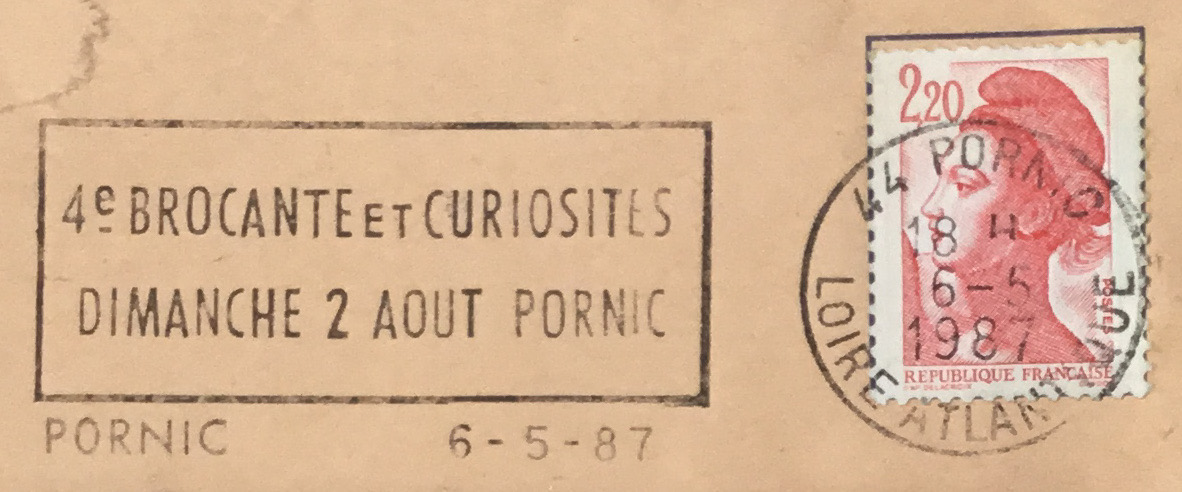 4e BROCANTE ET CURIOSITES
DIMANCHE 2 AOUT PORNIC
PORNIC 6-5-87
2,20
44 PORNIC
18 H
6-5
1987
LOIRE ATLANTIQUE
POSTES
REPUBLIQUE FRANÇAISE